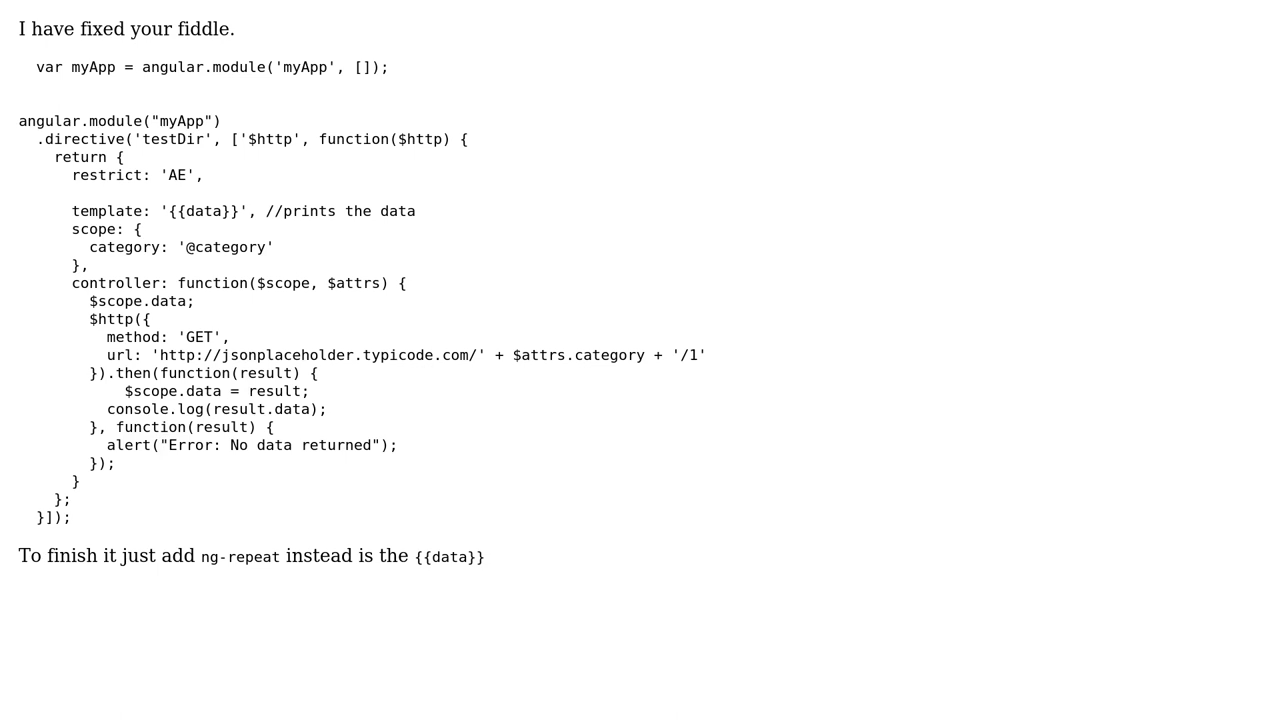 I have fixed your fiddle.
  var myApp = angular.module('myApp', []);
angular.module("myApp")
  .directive('testDir', ['$http', function($http) {
    return {
      restrict: 'AE',
      template: '{{data}}', //prints the data
      scope: {
        category: '@category'
      },
      controller: function($scope, $attrs) {
        $scope.data;
        $http({
          method: 'GET',
          url: 'http://jsonplaceholder.typicode.com/' + $attrs.category + '/1'
        }).then(function(result) {
            $scope.data = result;
          console.log(result.data);
        }, function(result) {
          alert("Error: No data returned");
        });
      }
    };
  }]);
To finish it just add ng-repeat instead is the {{data}}